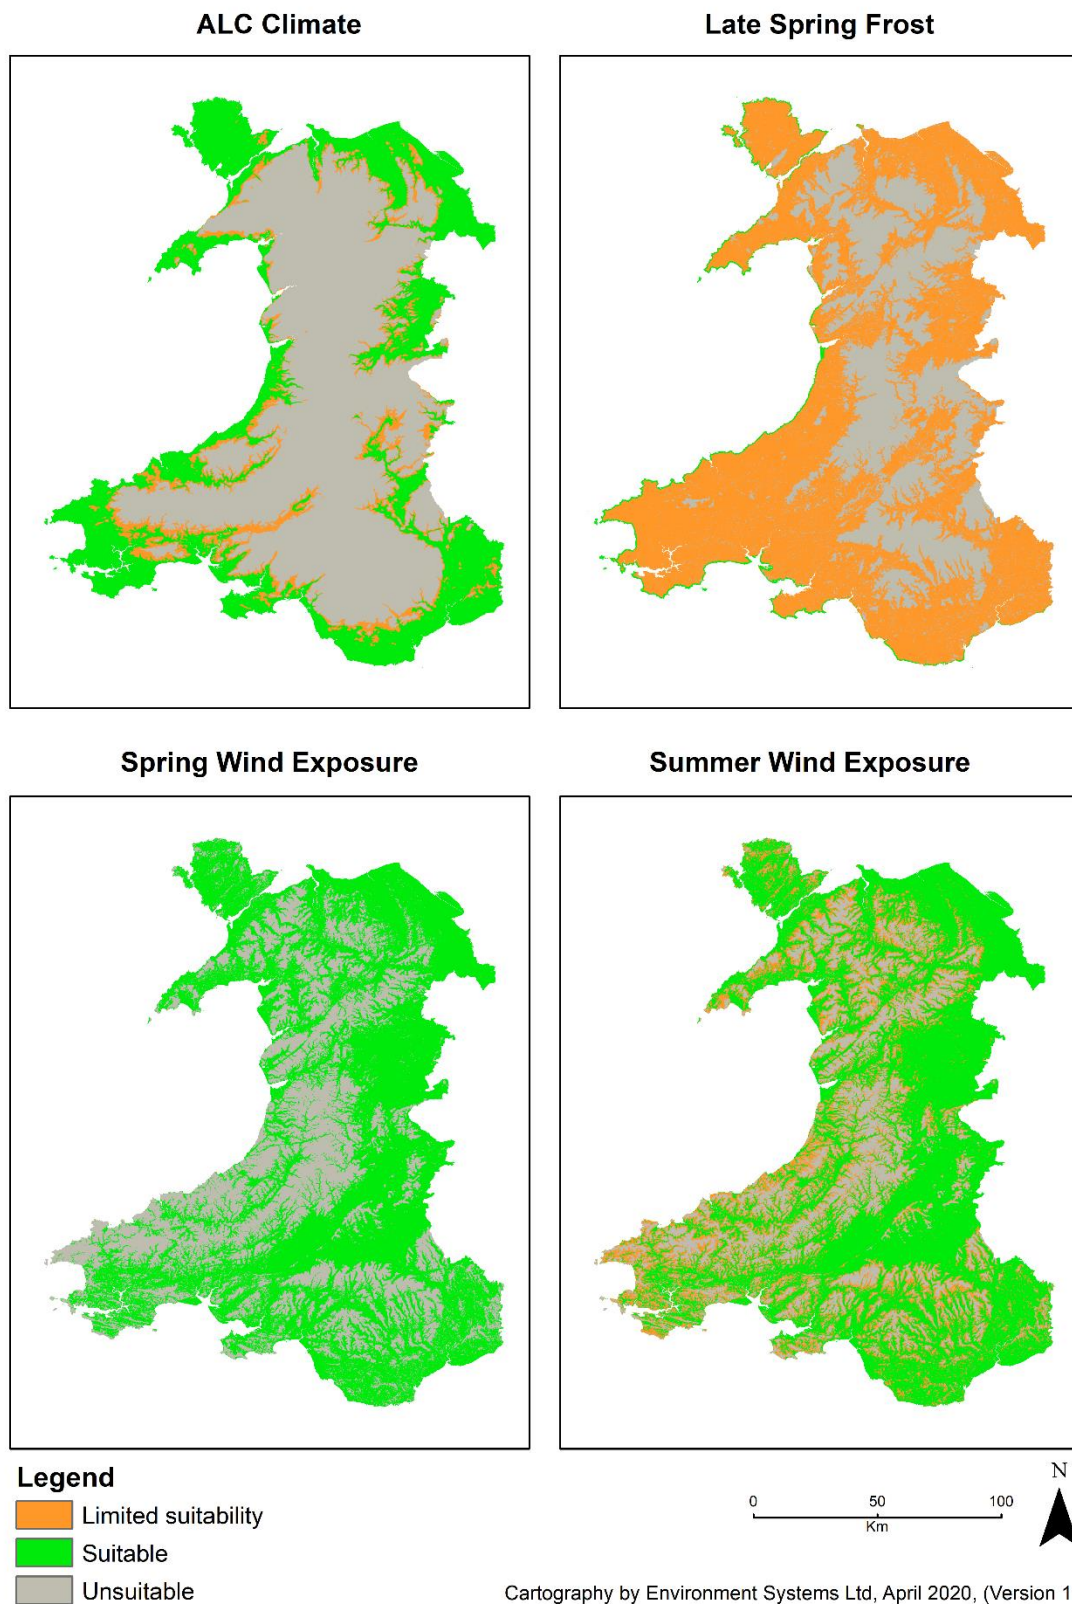 ALC Climate
Late Spring Frost
Spring Wind Exposure
Summer Wind Exposure
Legend
Limited suitability
Suitable
Unsuitable
0 50 100
Km
N
Cartography by Environment Systems Ltd, April 2020, (Version 1